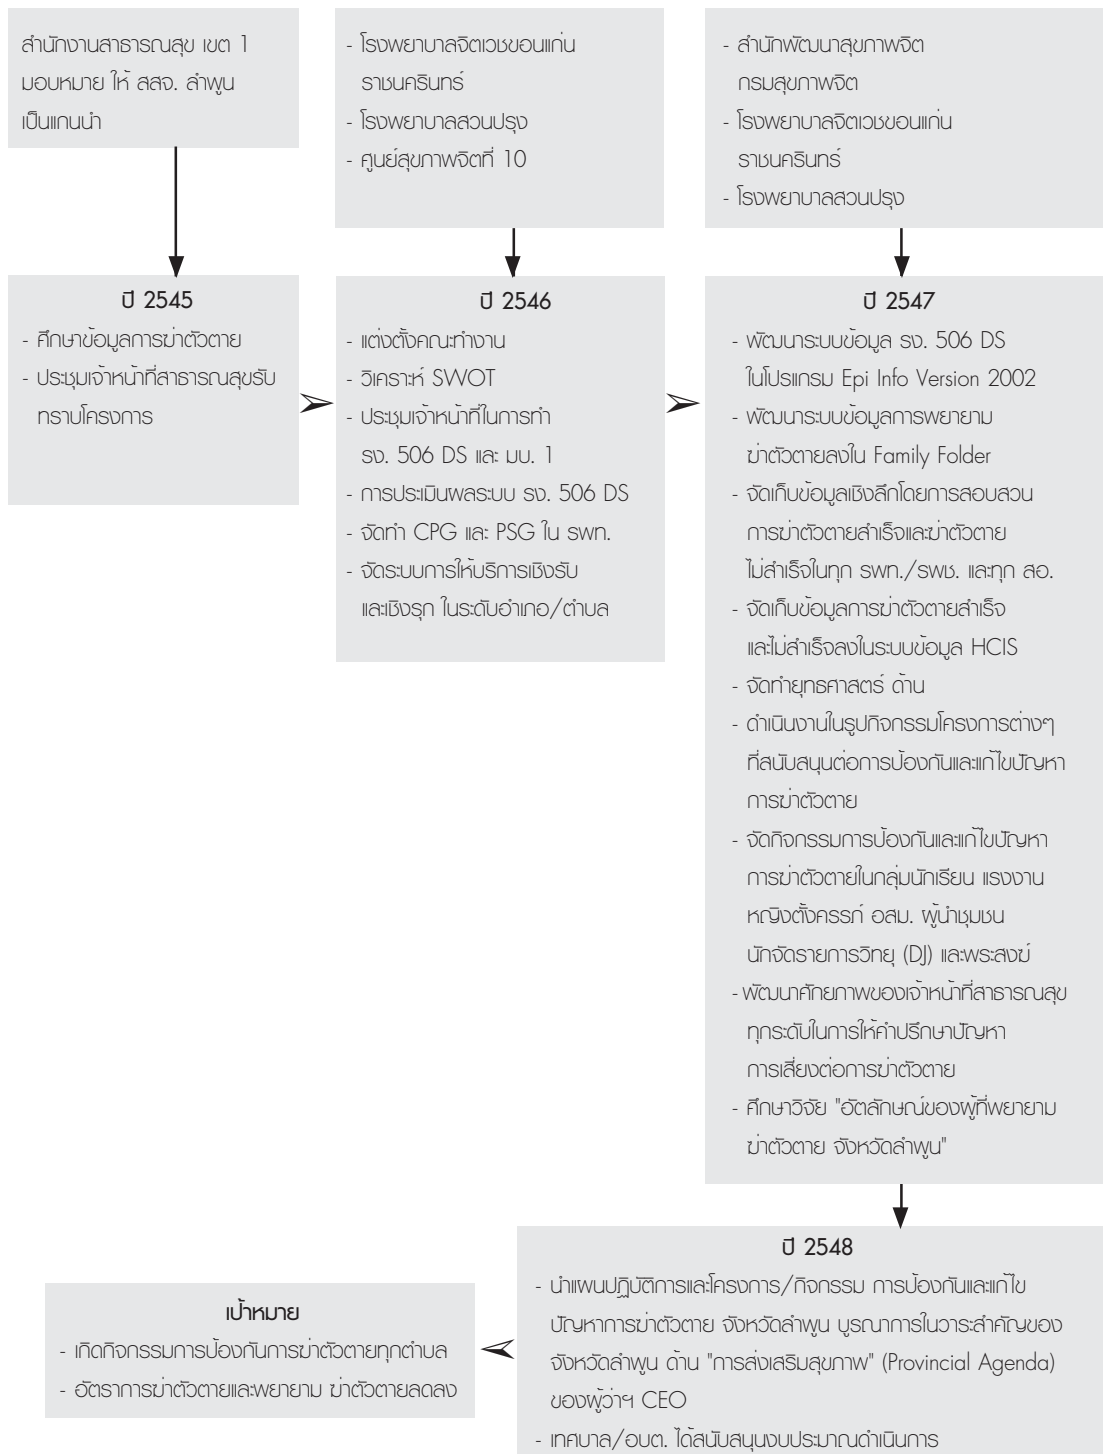 สำนักงานสาธารณสุข เขต 1
มอบหมาย ให้ สสจ. ลำพูน
เป็นแกนนำ
- โรงพยาบาลจิตเวชขอนแก่น
ราชนครินทร์
- โรงพยาบาลสวนปรุง
- ศูนย์สุขภาพจิตที่ 10
- สำนักพัฒนาสุขภาพจิต
กรมสุขภาพจิต
- โรงพยาบาลจิตเวชขอนแก่น
ราชนครินทร์
- โรงพยาบาลสวนปรุง
ปี 2545
- ศึกษาข้อมูลการฆ่าตัวตาย
- ประชุมเจ้าหน้าที่สาธารณสุขรับ
ทราบโครงการ
ปี 2546
- แต่งตั้งคณะทำงาน
- วิเคราะห์ SWOT
- ประชุมเจ้าหน้าที่ในการทำ
รง. 506 DS และ มบ. 1
- การประเมินผลระบบ รง. 506 DS
- จัดทำ CPG และ PSG ใน รพท.
- จัดระบบการให้บริการเชิงรับ
และเชิงรุก ในระดับอำเภอ/ตำบล
ปี 2547
- พัฒนาระบบข้อมูล รง. 506 DS
ในโปรแกรม Epi Info Version 2002
- พัฒนาระบบข้อมูลการพยายาม
ฆ่าตัวตายลงใน Family Folder
- จัดเก็บข้อมูลเชิงลึกโดยการสอบสวน
การฆ่าตัวตายสำเร็จและฆ่าตัวตาย
ไม่สำเร็จในทุก รพท./รพช. และทุก สอ.
- จัดเก็บข้อมูลการฆ่าตัวตายสำเร็จ
และไม่สำเร็จลงในระบบข้อมูล HCIS
- จัดทำยุทธศาสตร์ ด้าน
- ดำเนินงานในรูปกิจกรรมโครงการต่างๆ
ที่สนับสนุนต่อการป้องกันและแก้ไขปัญหา
การฆ่าตัวตาย
- จัดกิจกรรมการป้องกันและแก้ไขปัญหา
การฆ่าตัวตายในกลุ่มนักเรียน แรงงาน
หญิงตั้งครรภ์ อสม. ผู้นำชุมชน
นักจัดรายการวิทยุ (DJ) และพระสงฆ์
- พัฒนาศักยภาพของเจ้าหน้าที่สาธารณสุข
ทุกระดับในการให้คำปรึกษาปัญหา
การเสี่ยงต่อการฆ่าตัวตาย
- ศึกษาวิจัย "อัตลักษณ์ของผู้ที่พยายาม
ฆ่าตัวตาย จังหวัดลำพูน"
ปี 2548
- นำแผนปฏิบัติการและโครงการ/กิจกรรม การป้องกันและแก้ไข
ปัญหาการฆ่าตัวตาย จังหวัดลำพูน บูรณาการในวาระสำคัญของ
จังหวัดลำพูน ด้าน "การส่งเสริมสุขภาพ" (Provincial Agenda)
ของผู้ว่าฯ CEO
- เทศบาล/อบต. ได้สนับสนุนงบประมาณดำเนินการ
เป้าหมาย
- เกิดกิจกรรมการป้องกันการฆ่าตัวตายทุกตำบล
- อัตราการฆ่าตัวตายและพยายาม ฆ่าตัวตายลดลง